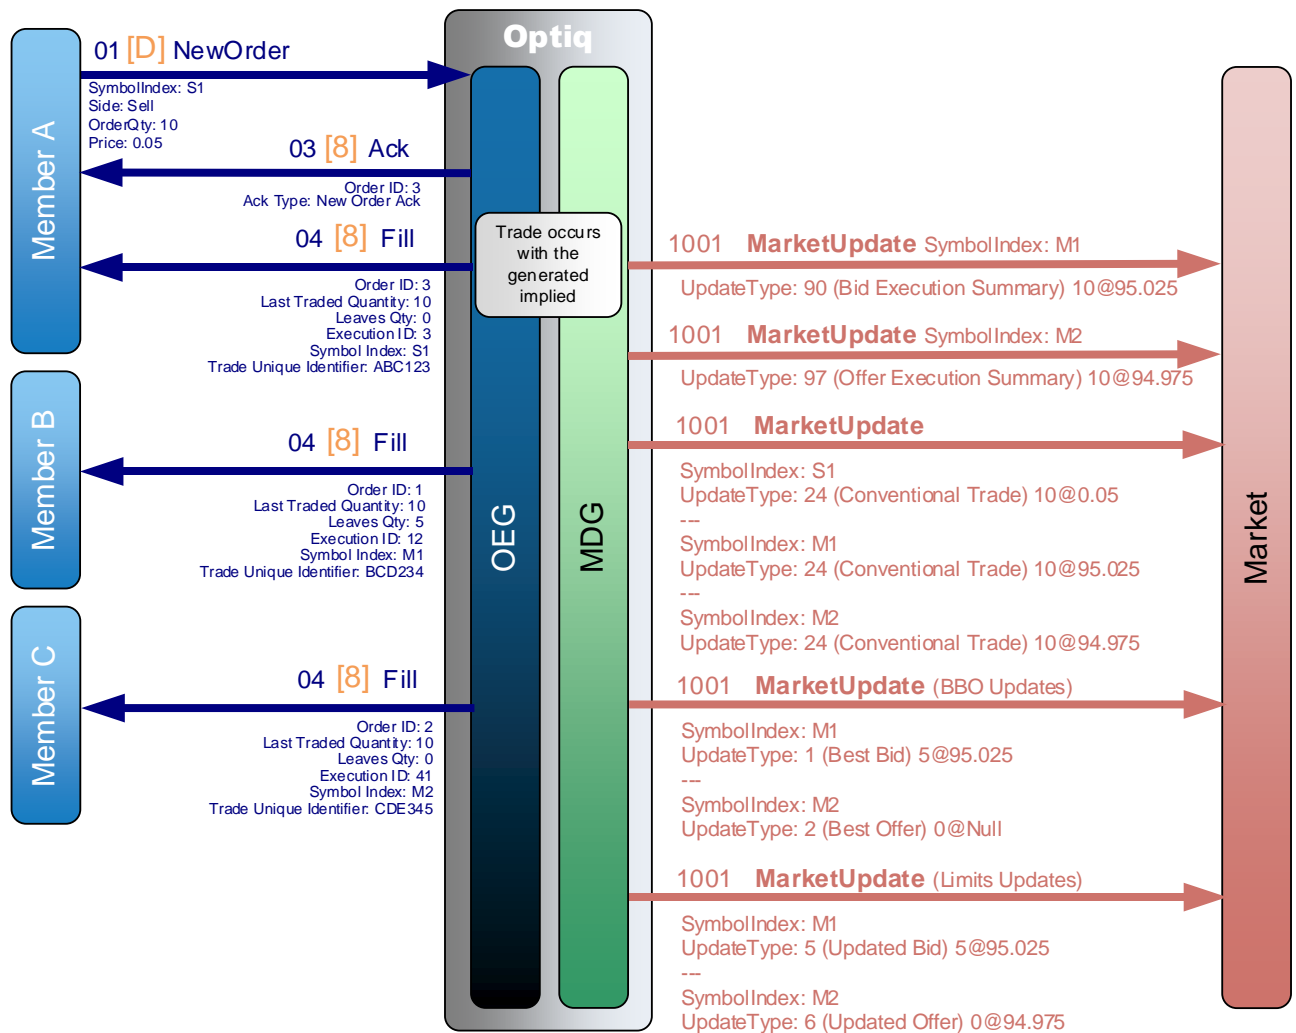 Optiq
01 [D] NewOrder
SymbolIndex: S1
Side: Sell
OrderQty: 10
Price: 0.05
03 [8] Ack
Order ID: 3
Ack Type: New Order Ack
04 [8] Fill
Order ID: 3
Last Traded Quantity: 10
Leaves Qty: 0
Execution ID: 3
Symbol Index: S1
Trade Unique Identifier: ABC123
Member A
04 [8] Fill
Order ID: 1
Last Traded Quantity: 10
Leaves Qty: 5
Execution ID: 12
Symbol Index: M1
Trade Unique Identifier: BCD234
Member B
04 [8] Fill
Order ID: 2
Last Traded Quantity: 10
Leaves Qty: 0
Execution ID: 41
Symbol Index: M2
Trade Unique Identifier: CDE345
Member C
Trade occurs
with the
generated
implied
OEG
MDG
1001 MarketUpdate SymbolIndex: M1
UpdateType: 90 (Bid Execution Summary) 10@95.025
1001 MarketUpdate SymbolIndex: M2
UpdateType: 97 (Offer Execution Summary) 10@94.975
1001 MarketUpdate
SymbolIndex: S1
UpdateType: 24 (Conventional Trade) 10@0.05
---
SymbolIndex: M1
UpdateType: 24 (Conventional Trade) 10@95.025
---
SymbolIndex: M2
UpdateType: 24 (Conventional Trade) 10@94.975
1001 MarketUpdate (BBO Updates)
SymbolIndex: M1
UpdateType: 1 (Best Bid) 5@95.025
---
SymbolIndex: M2
UpdateType: 2 (Best Offer) 0@Null
1001 MarketUpdate (Limits Updates)
SymbolIndex: M1
UpdateType: 5 (Updated Bid) 5@95.025
---
SymbolIndex: M2
UpdateType: 6 (Updated Offer) 0@94.975
Market